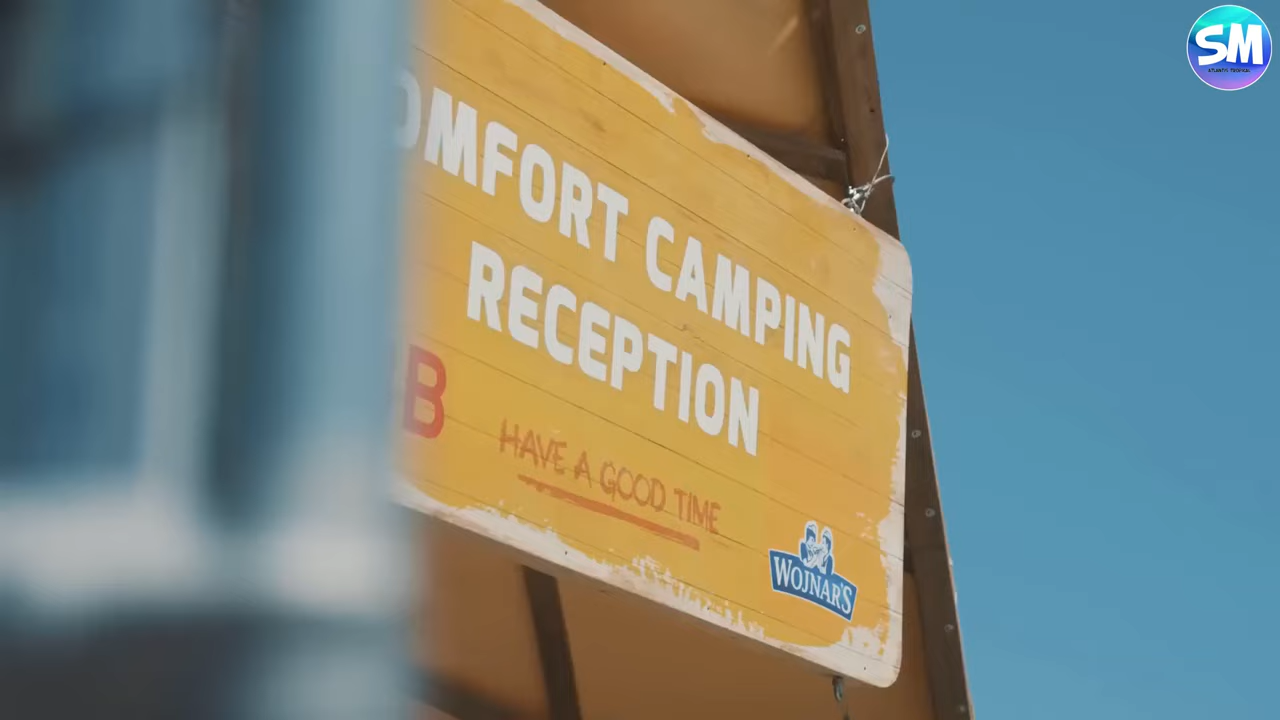 SM
OMFORT CAMPING
RECEPTION
B
HAVE A GOOD TIME
WOJNAR'S